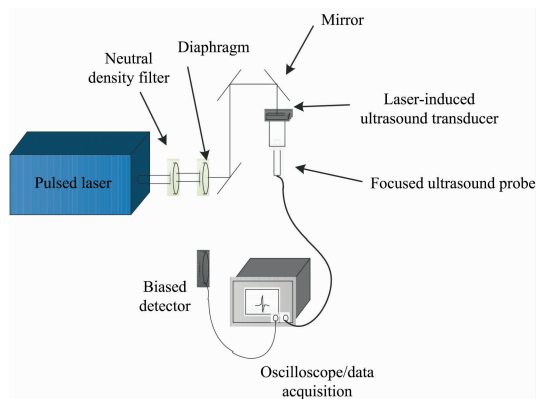 Mirror
Diaphragm
Neutral
density filter
Laser-induced
ultrasound transducer
Pulsed laser
Focused ultrasound probe
Biased
detector
Oscilloscope/data
acquisition